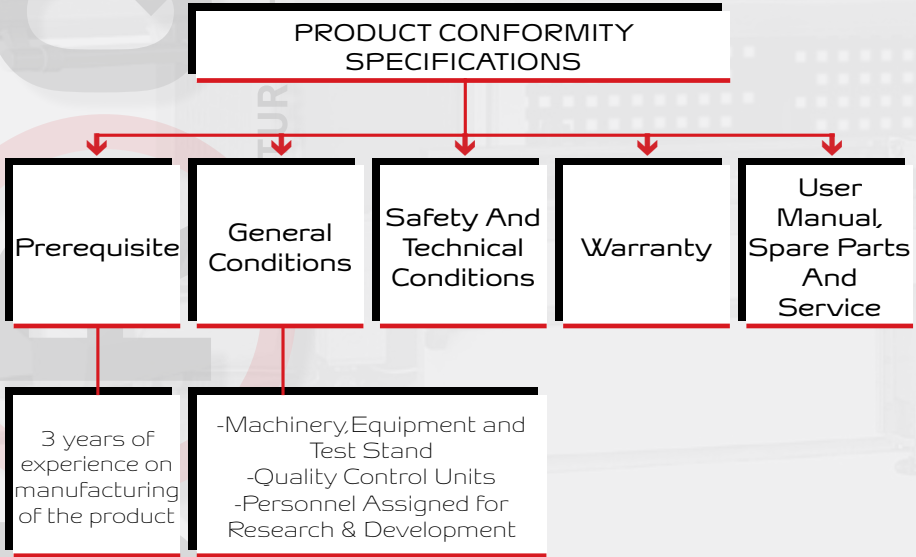 PRODUCT CONFORMITY
SPECIFICATIONS
TUR
Prerequisite
General
Conditions
Safety And
Technical
Conditions
Warranty
User
Manual,
Spare Parts
And
Service
3 years of
experience on
manufacturing
of the product
-Machinery,Equipment and
Test Stand
-Quality Control Units
-Personnel Assigned for
Research & Development